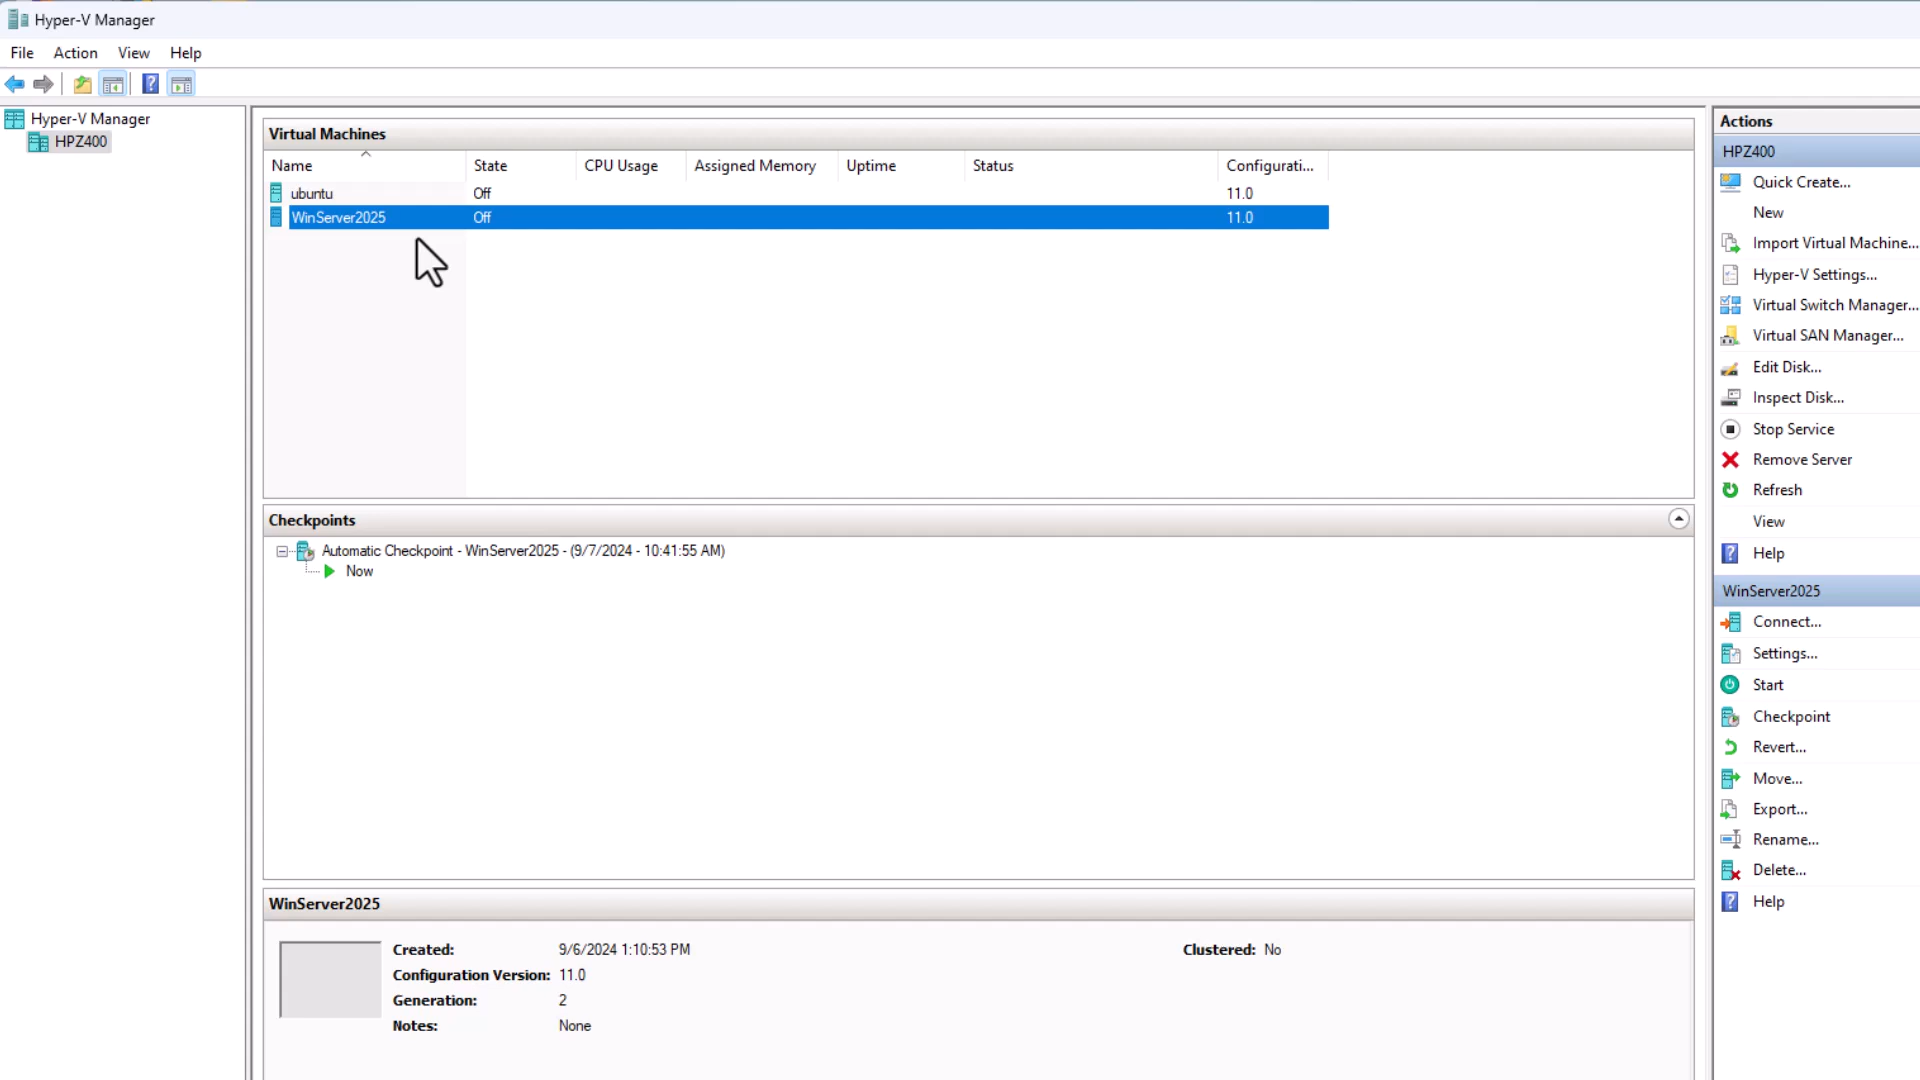 Hyper-V Manager
File Action View Help
Hyper-V Manager
HPZ400
Virtual Machines
Name State CPU Usage Assigned Memory Uptime Status Configurati...
ubuntu Off 11.0
WinServer2025 Off 11.0
Checkpoints
Automatic Checkpoint - WinServer2025 - (9/7/2024 - 10:41:55 AM)
Now
WinServer2025
Created: 9/6/2024 1:10:53 PM Clustered: No
Configuration Version: 11.0
Generation: 2
Notes: None
Actions
HPZ400
Quick Create...
New
Import Virtual Machine...
Hyper-V Settings...
Virtual Switch Manager...
Virtual SAN Manager...
Edit Disk...
Inspect Disk...
Stop Service
Remove Server
Refresh
View
Help
WinServer2025
Connect...
Settings...
Start
Checkpoint
Revert...
Move...
Export...
Rename...
Delete...
Help